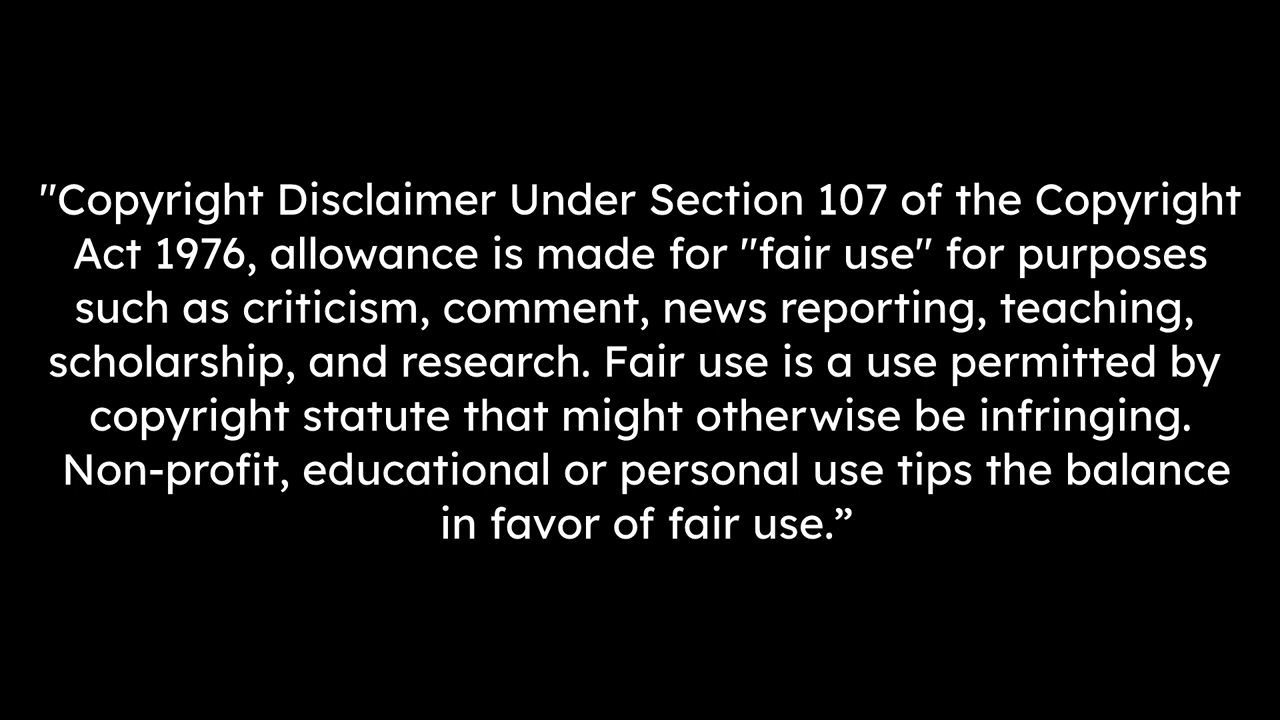 "Copyright Disclaimer Under Section 107 of the Copyright
Act 1976, allowance is made for "fair use" for purposes
such as criticism, comment, news reporting, teaching,
scholarship, and research. Fair use is a use permitted by
copyright statute that might otherwise be infringing.
Non-profit, educational or personal use tips the balance
in favor of fair use.”